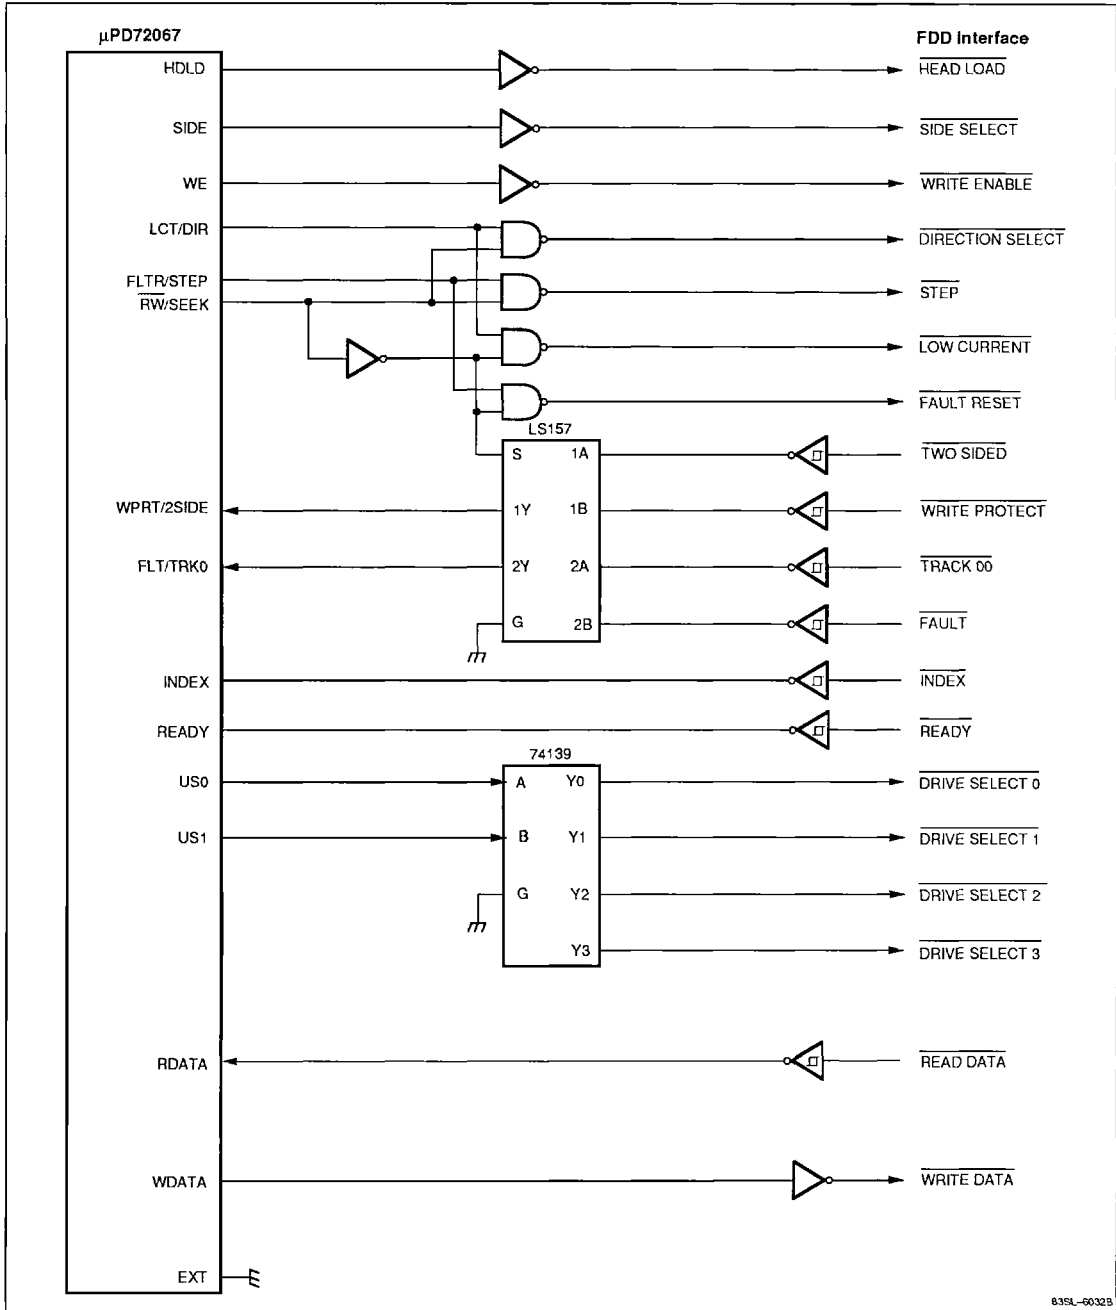 μPD72067
FDD Interface
HDLD
HEAD LOAD
SIDE
SIDE SELECT
WE
WRITE ENABLE
LCT/DIR
DIRECTION SELECT
FLTR/STEP
RW/SEEK
STEP
LOW CURRENT
FAULT RESET
LS157
S 1A
TWO SIDED
WPRT/2SIDE
1Y 1B
WRITE PROTECT
FLT/TRK0
2Y 2A
TRACK 00
G 2B
FAULT
INDEX
INDEX
READY
READY
74139
US0
A Y0
DRIVE SELECT 0
US1
B Y1
DRIVE SELECT 1
G Y2
DRIVE SELECT 2
Y3
DRIVE SELECT 3
RDATA
READ DATA
WDATA
WRITE DATA
EXT
83SL-6032B